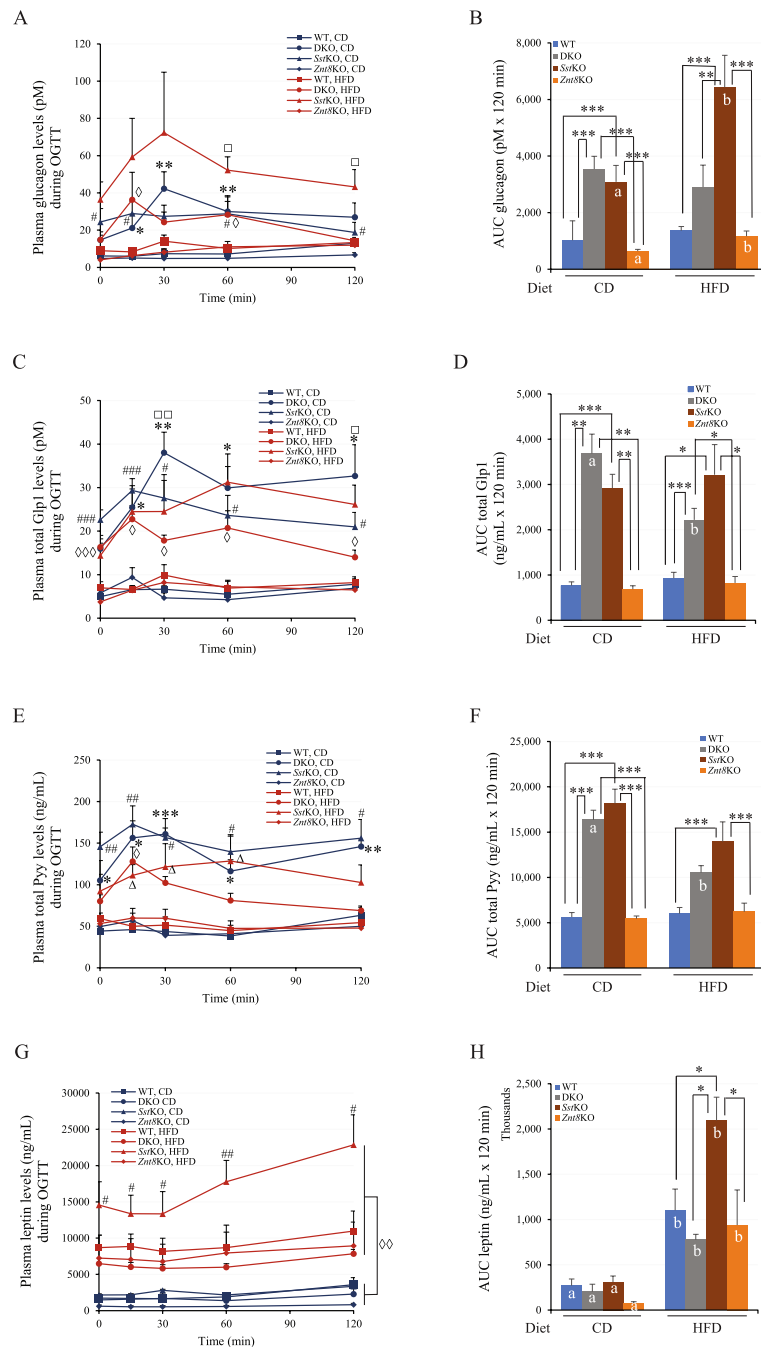 A
Plasma glucagon levels (pM)
during OGTT
120
100
80
60
40
20
0
0
30
60
90
120
Time (min)
WT, CD
DKO, CD
SstKO, CD
Znt8KO, CD
WT, HFD
DKO, HFD
SstKO, HFD
Znt8KO, HFD
#
◊
#
*
**
□
**
# ◊
□
#
B
AUC glucagon (pM x 120 min)
8,000
6,000
4,000
2,000
0
WT
DKO
SstKO
Znt8KO
***
***
***
***
***
**
***
a
a
b
b
Diet
CD
HFD
C
Plasma total Glp1 levels (pM)
during OGTT
50
40
30
20
10
0
0
30
60
90
120
Time (min)
WT, CD
DKO, CD
SstKO, CD
Znt8KO, CD
WT, HFD
DKO, HFD
SstKO, HFD
Znt8KO, HFD
□□
**
###
#
*
□
*
###
*
#
#
◊◊◊
◊
◊
◊
◊
D
AUC total Glp1
(ng/mL x 120 min)
5,000
4,000
3,000
2,000
1,000
0
WT
DKO
SstKO
Znt8KO
***
**
**
**
*
*
***
*
a
b
Diet
CD
HFD
E
Plasma total Pyy levels (ng/mL)
during OGTT
250
200
150
100
50
0
0
30
60
90
120
Time (min)
WT, CD
DKO, CD
SstKO, CD
Znt8KO, CD
WT, HFD
DKO, HFD
SstKO, HFD
Znt8KO, HFD
##
***
#
#
##
*
◊
#
**
*
Δ
Δ
Δ
*
F
AUC total Pyy (ng/mL x 120 min)
25,000
20,000
15,000
10,000
5,000
0
WT
DKO
SstKO
Znt8KO
***
***
***
***
***
***
a
b
Diet
CD
HFD
G
Plasma leptin levels (ng/mL)
during OGTT
30000
25000
20000
15000
10000
5000
0
0
30
60
90
120
Time (min)
WT, CD
DKO CD
SstKO, CD
Znt8KO, CD
WT, HFD
DKO, HFD
SstKO, HFD
Znt8KO, HFD
#
#
#
##
#
◊◊
H
AUC leptin (ng/mL x 120 min)
Thousands
2,500
2,000
1,500
1,000
500
0
WT
DKO
SstKO
Znt8KO
*
*
*
a
a
a
a
b
b
b
b
Diet
CD
HFD